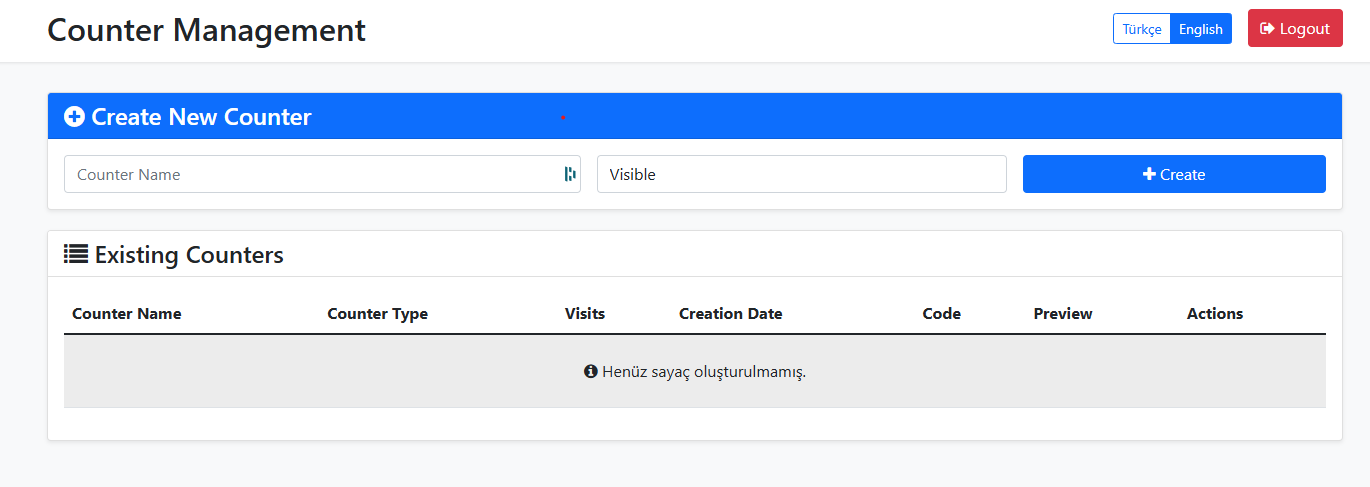 Counter Management
Türkçe English Logout
Create New Counter
Counter Name Visible Create
Existing Counters
Counter Name Counter Type Visits Creation Date Code Preview Actions
Henüz sayaç oluşturulmamış.